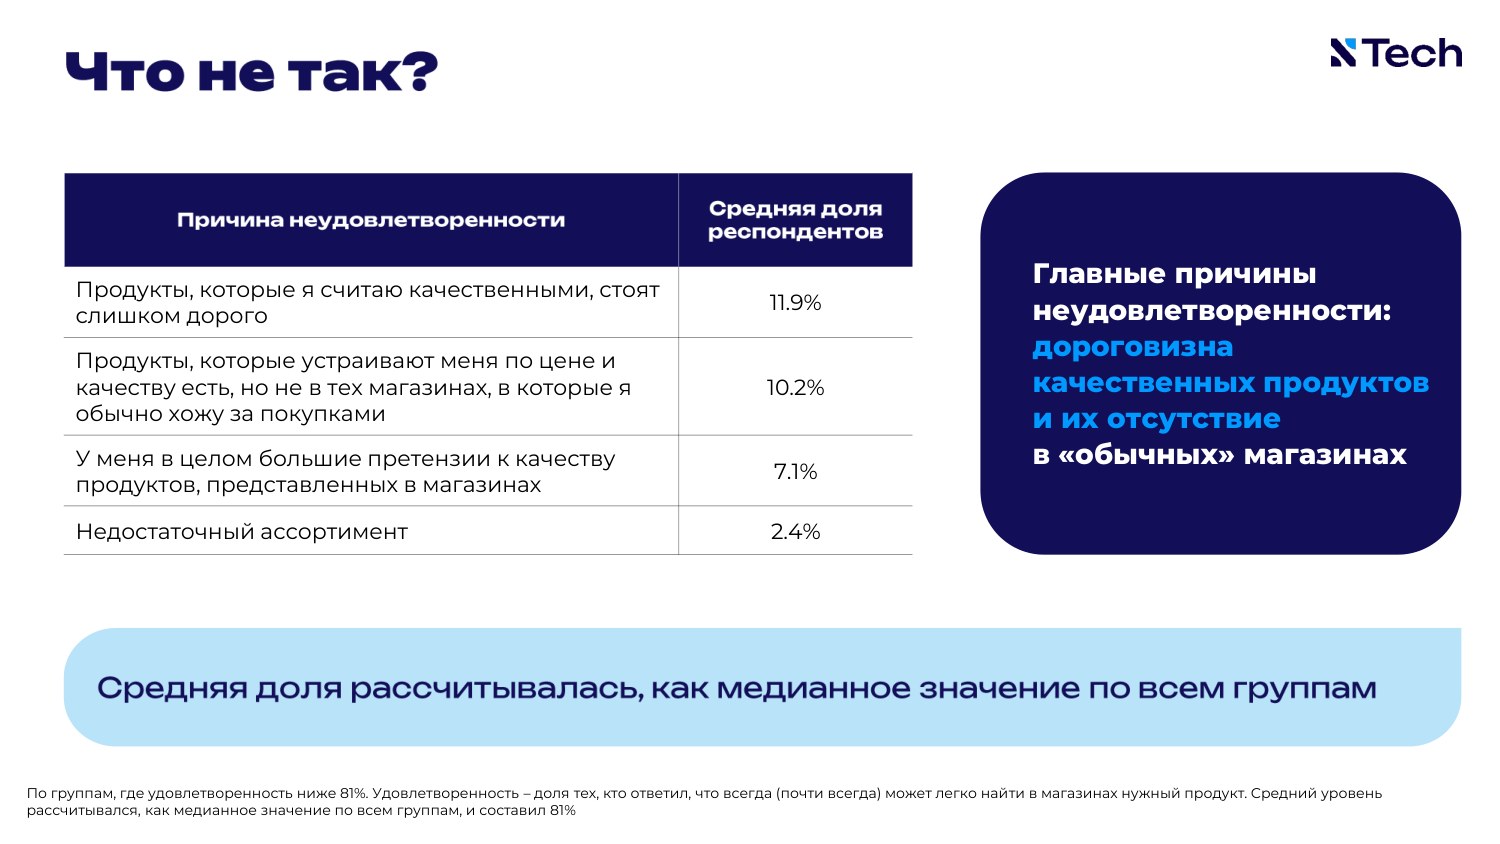 Что не так?
Tech
Причина неудовлетворенности
Средняя доля
респондентов
Продукты, которые я считаю качественными, стоят
слишком дорого
11.9%
Продукты, которые устраивают меня по цене и
качеству есть, но не в тех магазинах, в которые я
обычно хожу за покупками
10.2%
У меня в целом большие претензии к качеству
продуктов, представленных в магазинах
7.1%
Недостаточный ассортимент
2.4%
Главные причины
неудовлетворенности:
дороговизна
качественных продуктов
и их отсутствие
в «обычных» магазинах
Средняя доля рассчитывалась, как медианное значение по всем группам
По группам, где удовлетворенность ниже 81%. Удовлетворенность – доля тех, кто ответил, что всегда (почти всегда) может легко найти в магазинах нужный продукт. Средний уровень
рассчитывался, как медианное значение по всем группам, и составил 81%